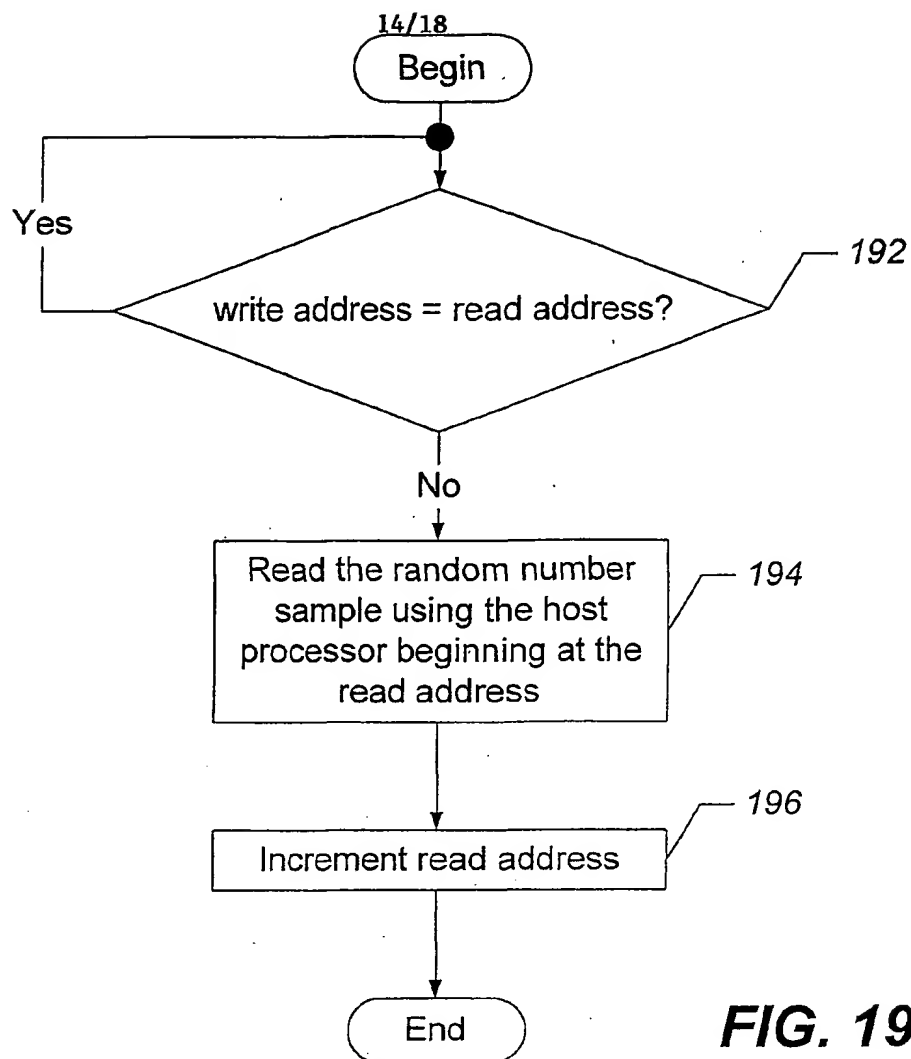 14/18
Begin
Yes
192
write address = read address?
No
Read the random number
sample using the host
processor beginning at the
read address
194
196
Increment read address
End
FIG. 19